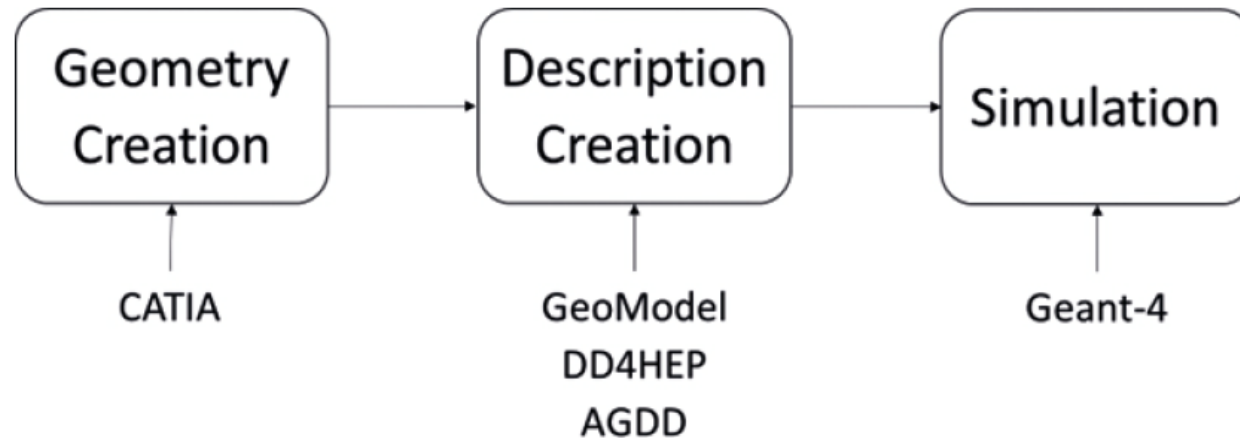 Geometry
Creation
Description
Creation
Simulation
CATIA
GeoModel
DD4HEP
AGDD
Geant-4